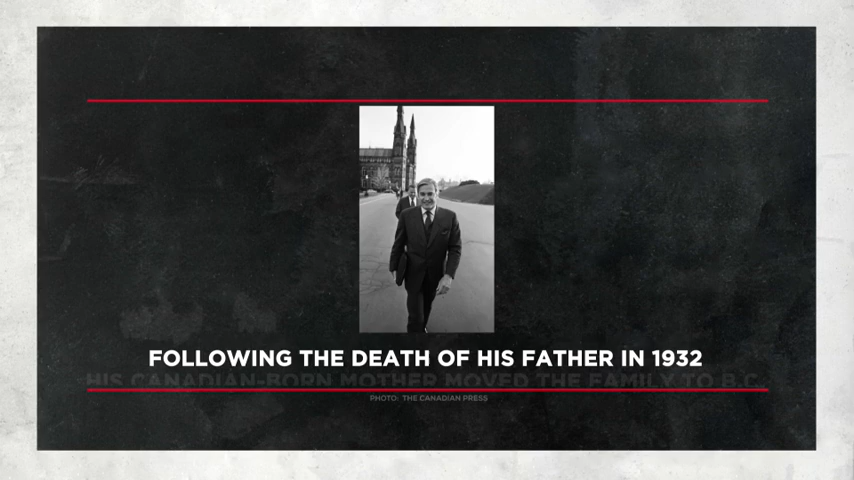 FOLLOWING THE DEATH OF HIS FATHER IN 1932
HIS CANADIAN-BORN MOTHER MOVED THE FAMILY TO B.C.
PHOTO: THE CANADIAN PRESS